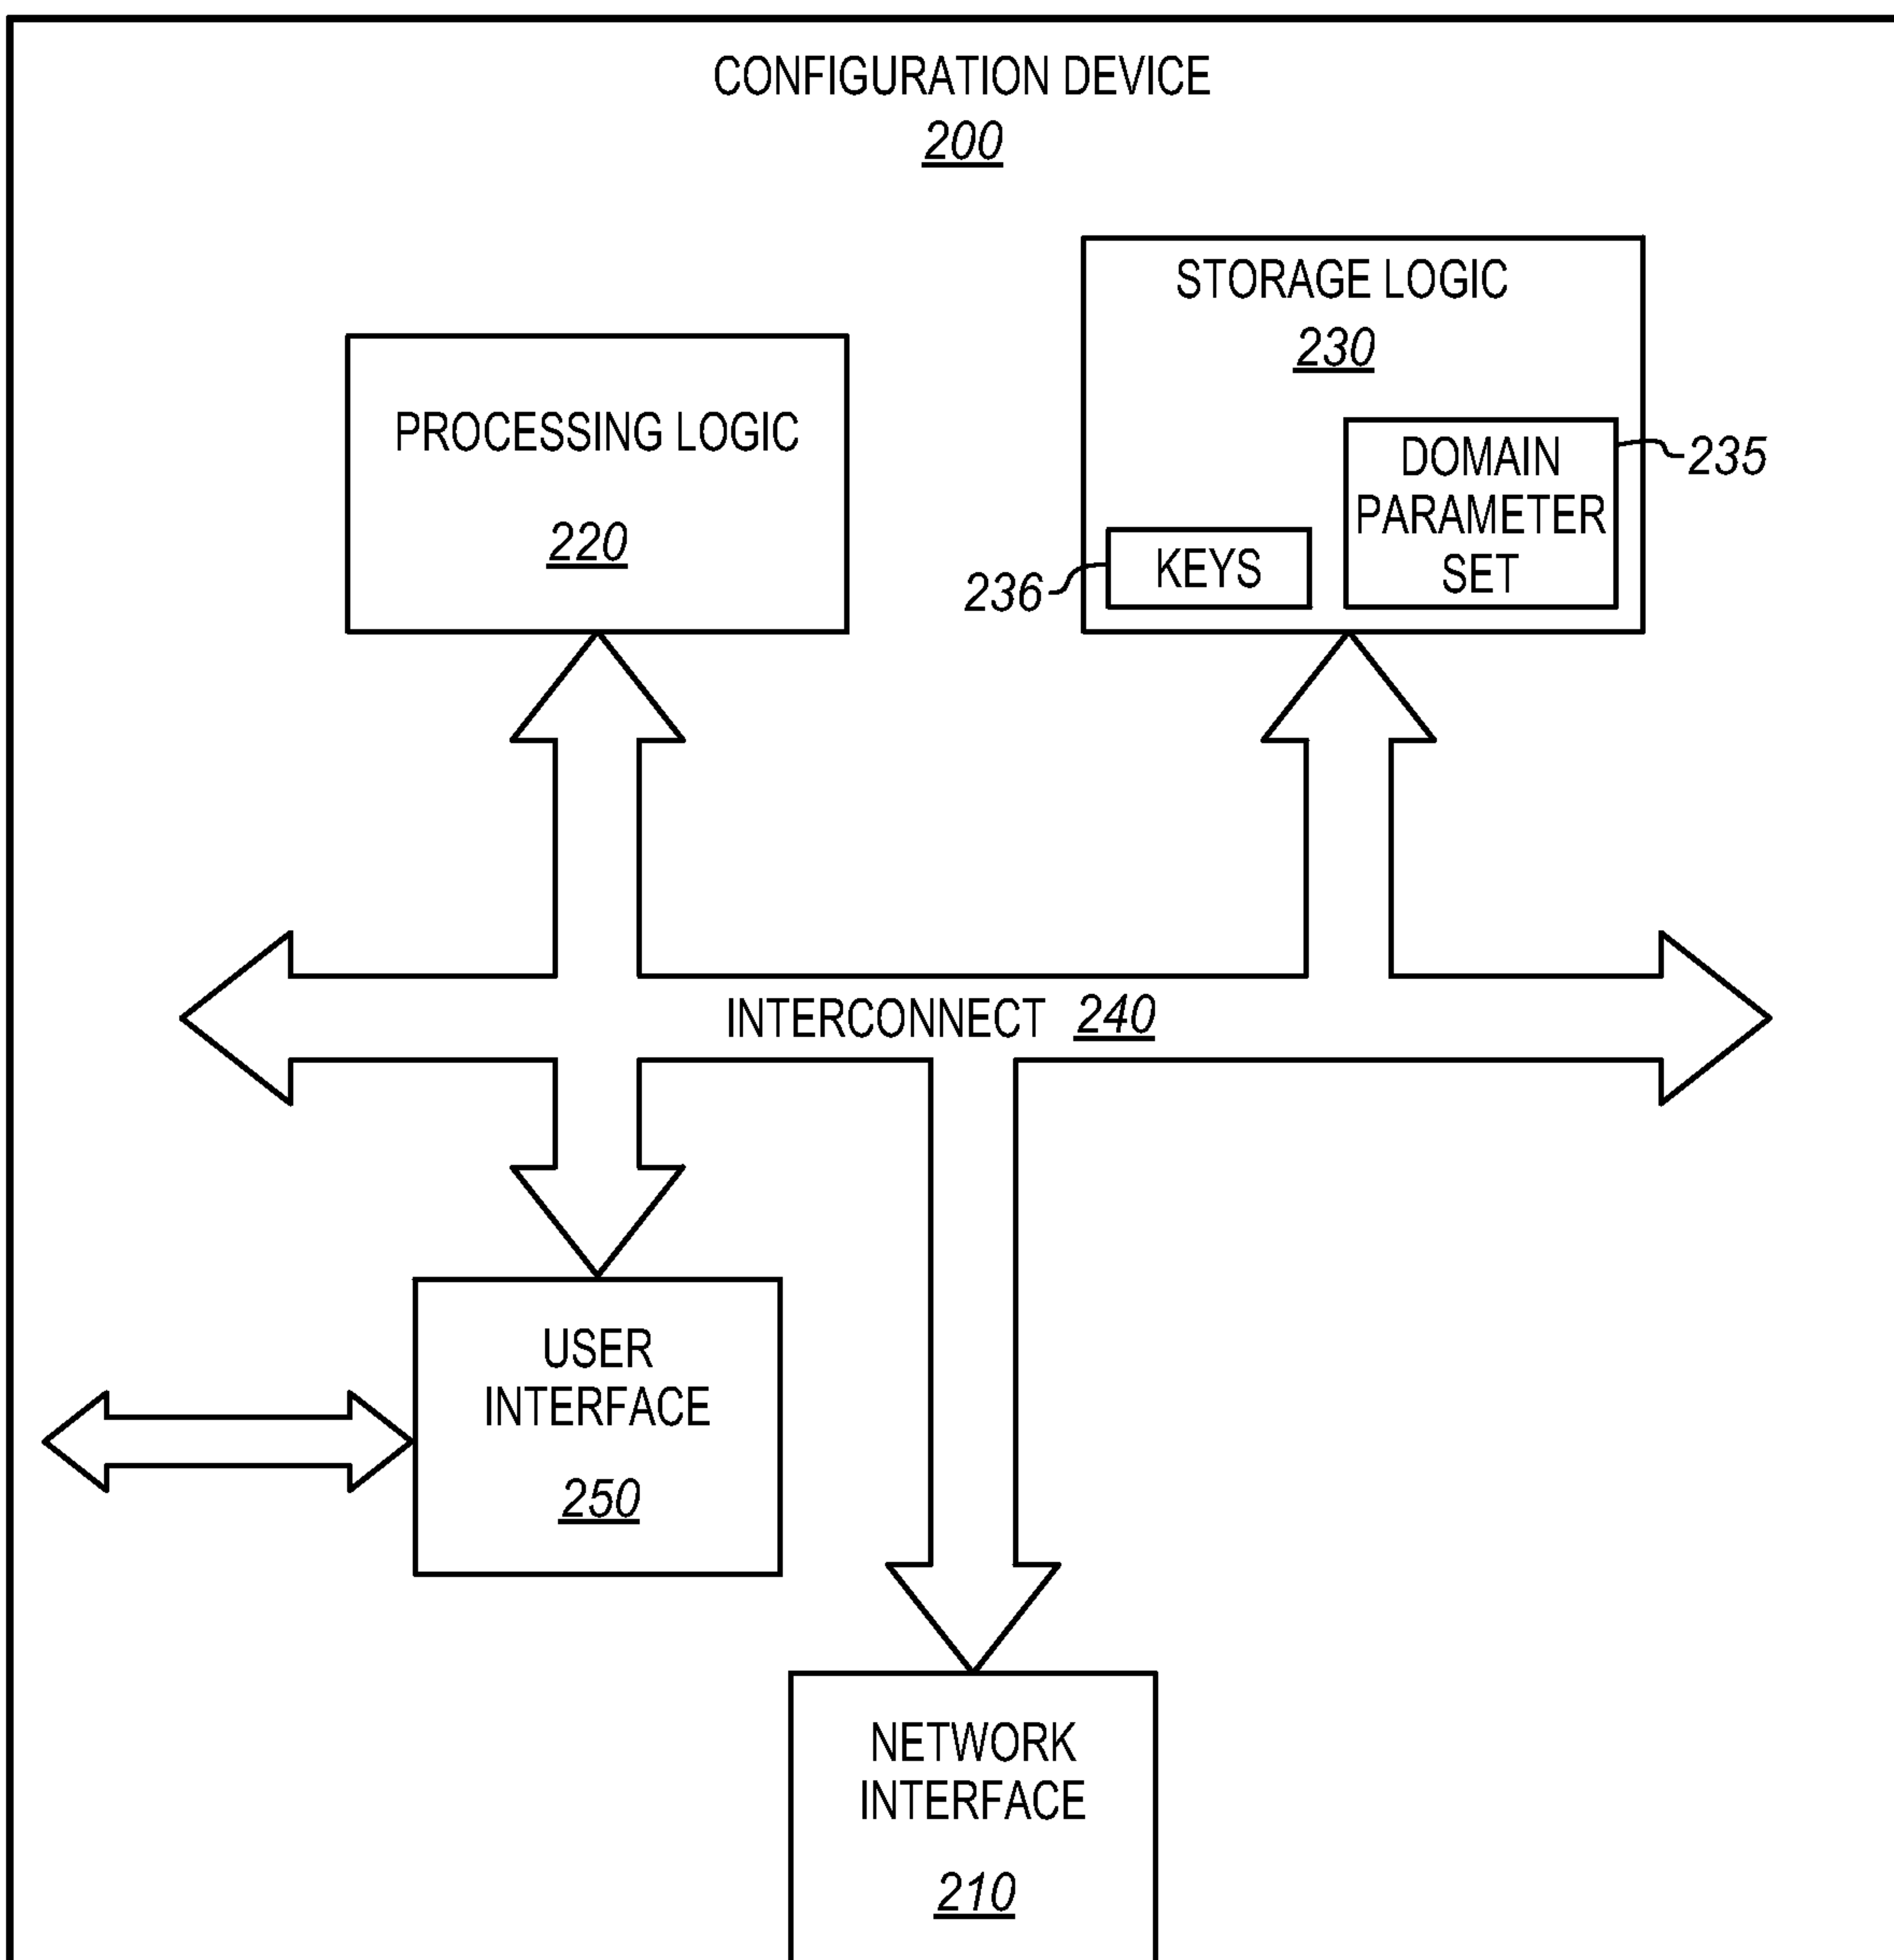 CONFIGURATION DEVICE
200
STORAGE LOGIC
230
PROCESSING LOGIC
220
DOMAIN
PARAMETER
SET
235
KEYS
236
INTERCONNECT 240
USER
INTERFACE
250
NETWORK
INTERFACE
210